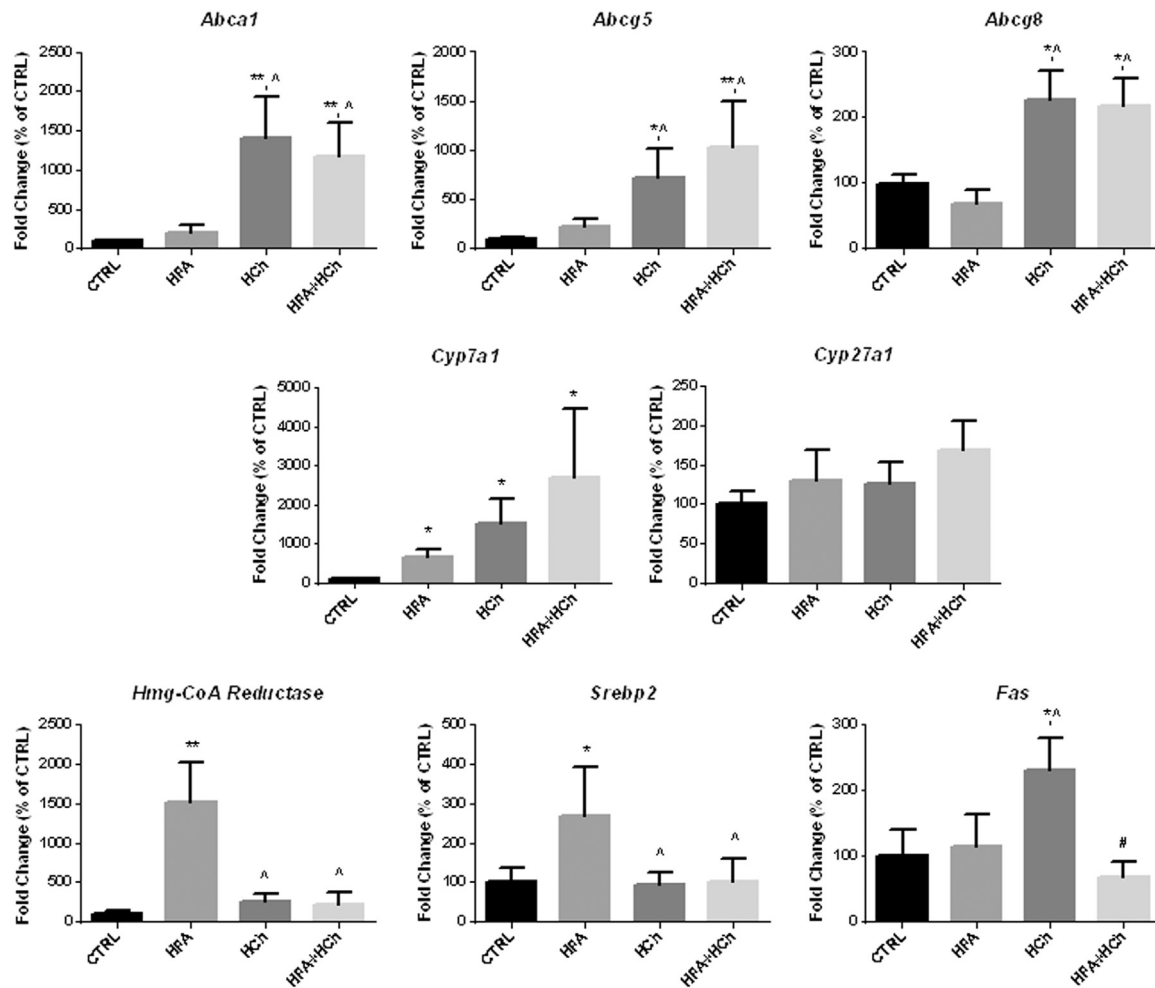 Abca1
Fold Change (% of CTRL)
2500
2000
1500
1000
500
0
** ^
** ^
CTRL
HFA
HCh
HFA+HCh
Abcg5
Fold Change (% of CTRL)
2000
1500
1000
500
0
*^
**^
CTRL
HFA
HCh
HFA+HCh
Abcg8
Fold Change (% of CTRL)
300
200
100
0
*^
*^
CTRL
HFA
HCh
HFA+HCh
Cyp7a1
Fold Change (% of CTRL)
5000
4000
3000
2000
1000
0
*
*
*
CTRL
HFA
HCh
HFA+HCh
Cyp27a1
Fold Change (% of CTRL)
250
200
150
100
50
0
CTRL
HFA
HCh
HFA+HCh
Hmg-CoA Reductase
Fold Change (% of CTRL)
2500
2000
1500
1000
500
0
**
^
^
CTRL
HFA
HCh
HFA+HCh
Srebp2
Fold Change (% of CTRL)
500
400
300
200
100
0
*
^
^
CTRL
HFA
HCh
HFA+HCh
Fas
Fold Change (% of CTRL)
300
200
100
0
*^
#
CTRL
HFA
HCh
HFA+HCh